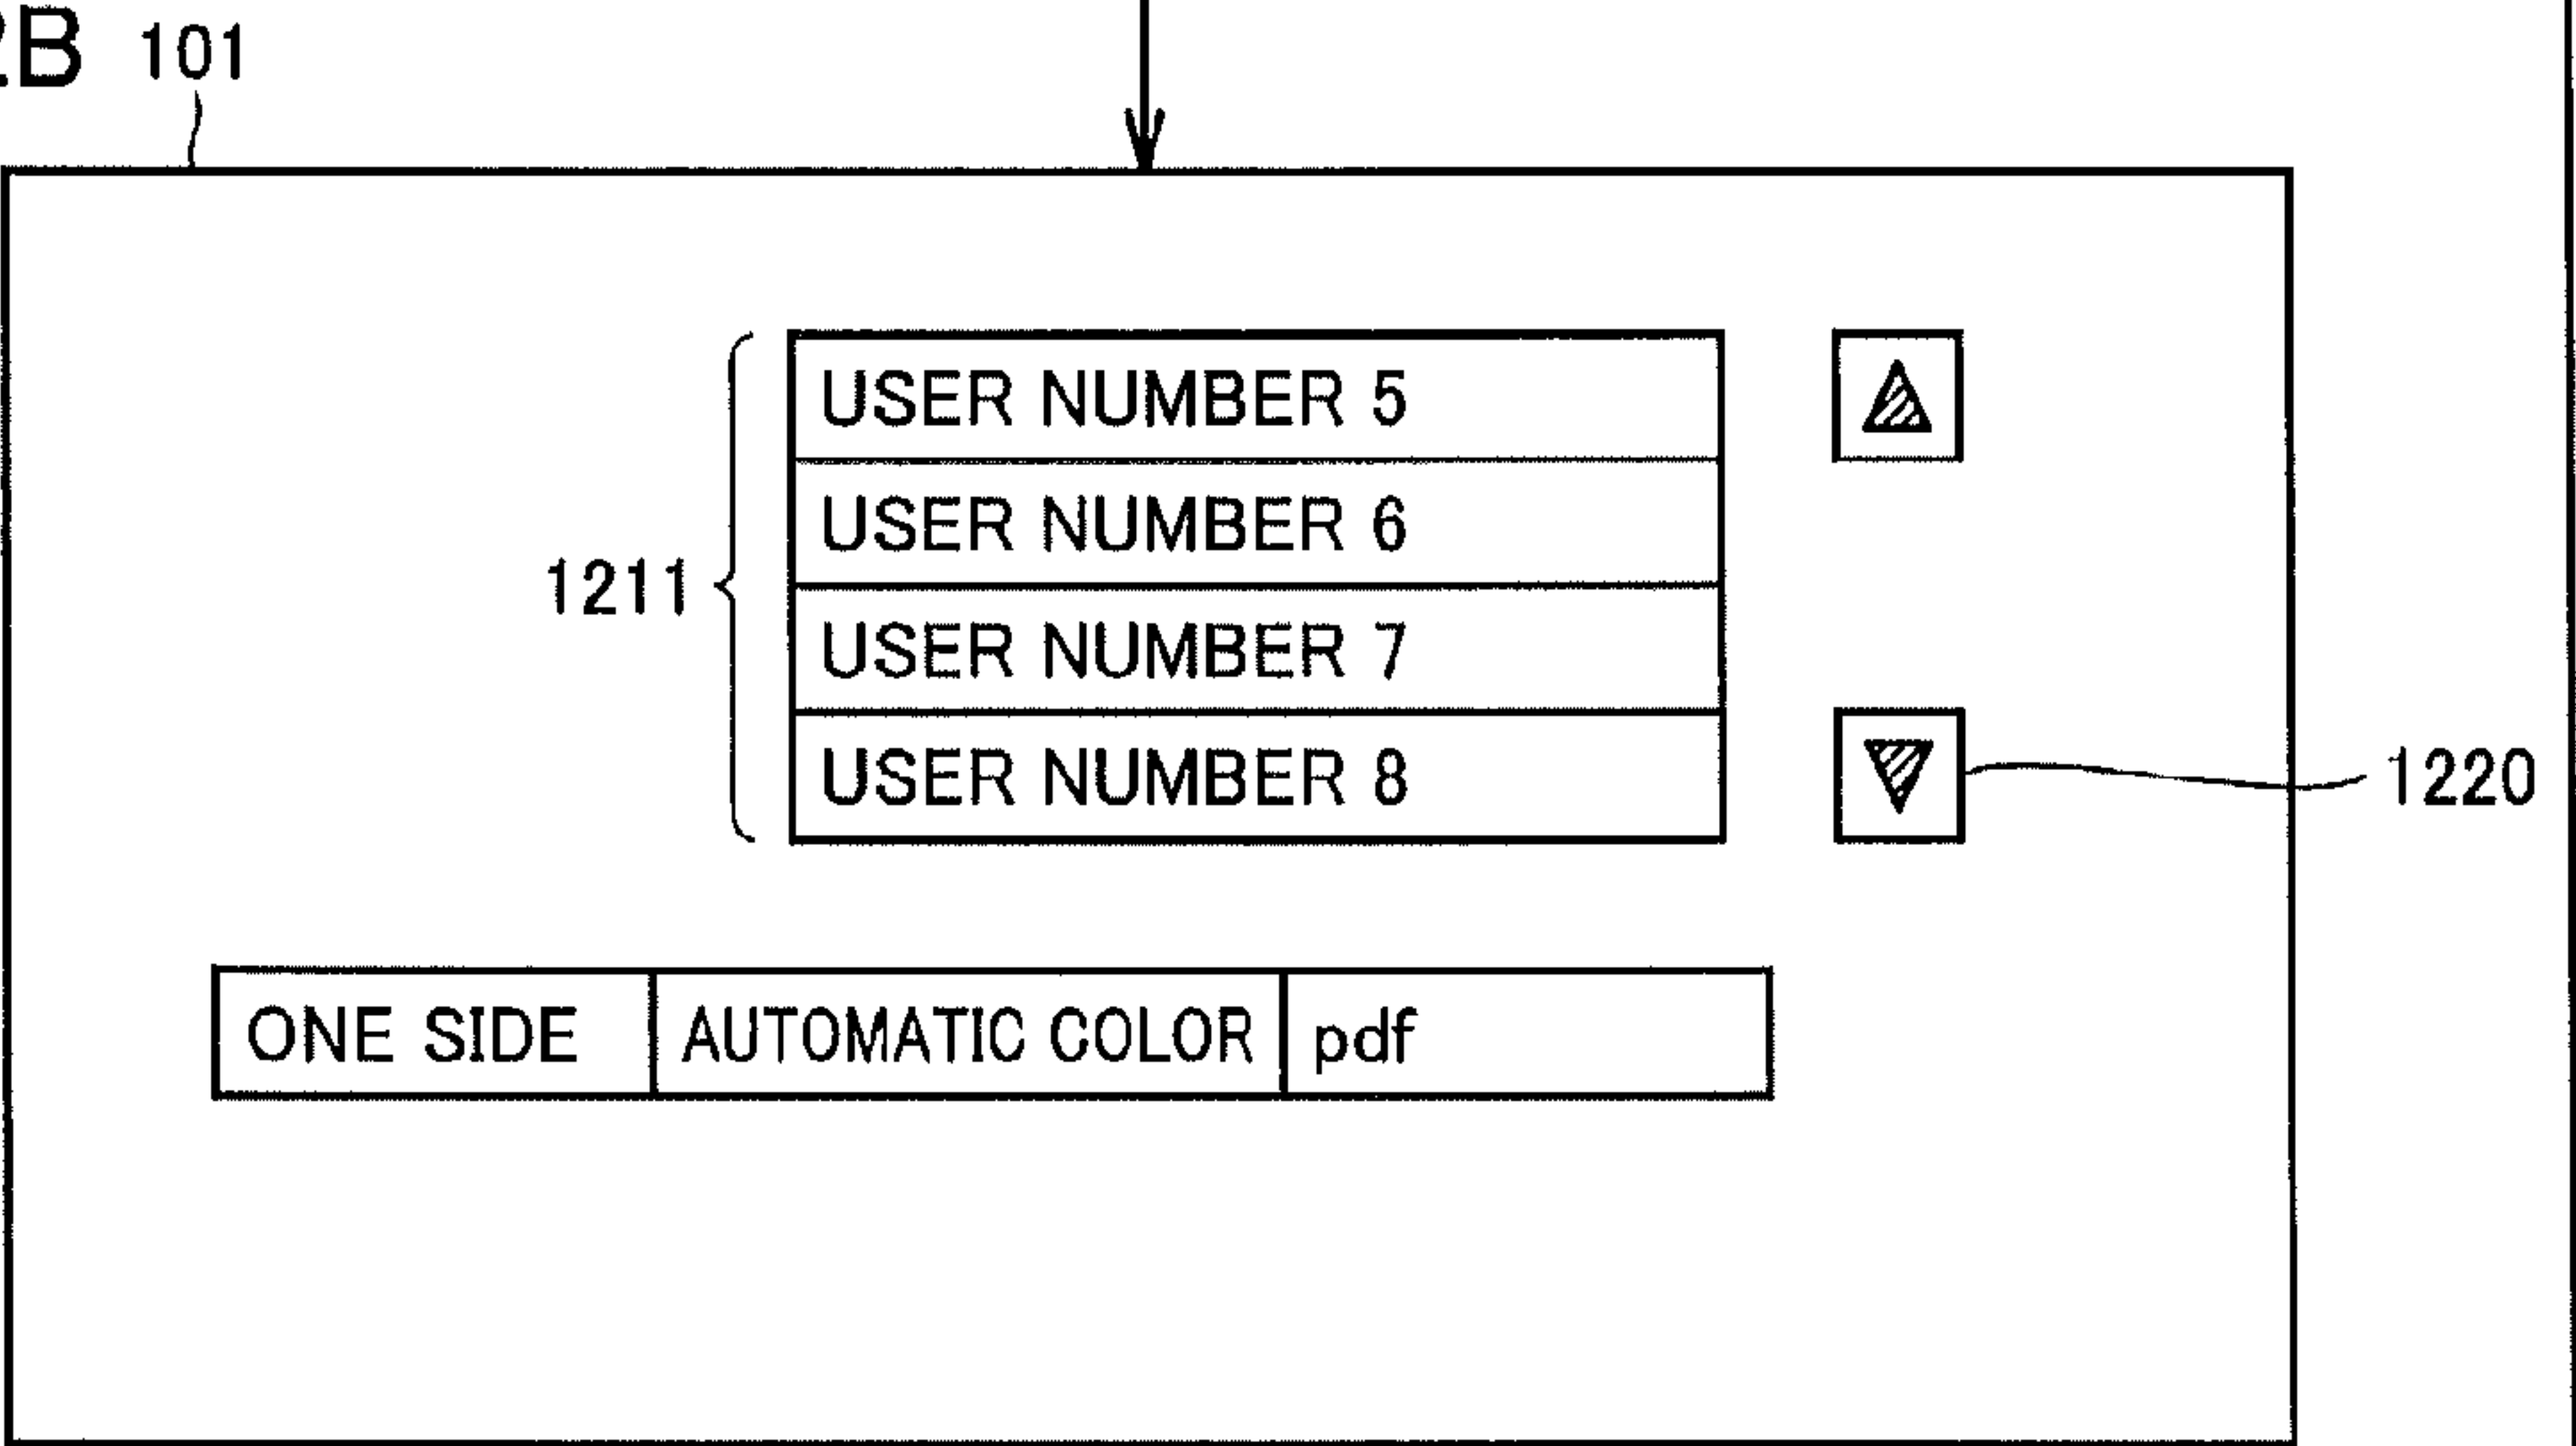 2B 101
USER NUMBER 5
USER NUMBER 6
1211
USER NUMBER 7
USER NUMBER 8
1220
ONE SIDE AUTOMATIC COLOR pdf